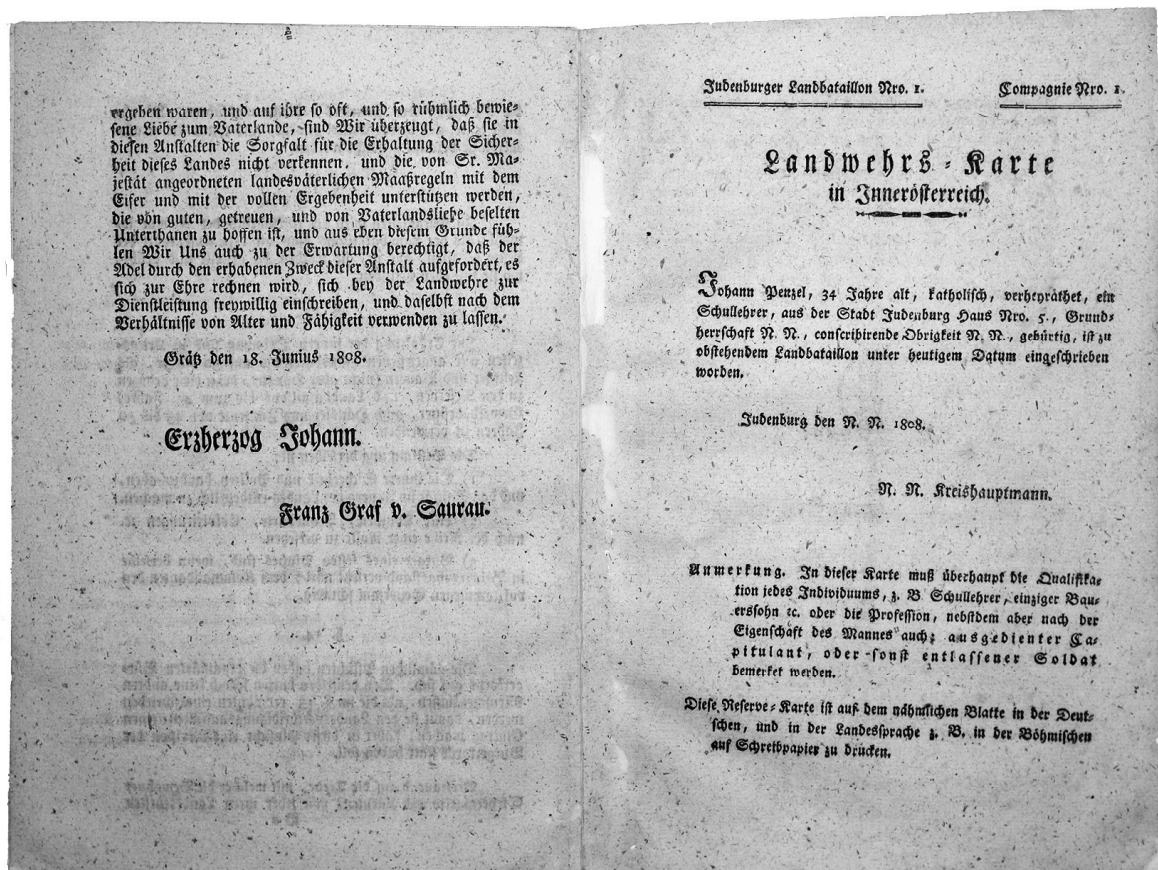 ergeben waren, und auf ihre so oft, und so rühmlich bewie-
sene Liebe zum Vaterlande, sind Wir überzeugt, daß sie in
diesen Anstalten die Sorgfalt für die Erhaltung der Sicher-
heit dieses Landes nicht verkennen, und die von Sr. Ma-
jestät angeordneten landesväterlichen Maaßregeln mit dem
Eifer und mit der vollen Ergebenheit unterstützen werden,
die von guten, getreuen, und von Vaterlandsliebe beselten
Unterthanen zu hoffen ist, und aus eben diesem Grunde füh-
len Wir Uns auch zu der Erwartung berechtigt, daß der
Adel durch den erhabenen Zweck dieser Anstalt aufgefordert, es
sich zur Ehre rechnen wird, sich bey der Landwehre zur
Dienstleistung freywillig einschreiben, und daselbst nach dem
Verhältnisse von Alter und Fähigkeit verwenden zu lassen.
Grätz den 18. Junius 1808.
Erzherzog Johann.
Franz Graf v. Saurau.
Judenburger Landbataillon Nro. 1. Compagnie Nro. 1.
Landwehrs-Karte
in Innerösterreich.
Johann Penzel, 34 Jahre alt, katholisch, verheyrathet, ein
Schullehrer, aus der Stadt Judenburg Haus Nro. 5., Grund-
herrschaft N. N., conscribirende Obrigkeit N. N., gebürtig, ist zu
obstehendem Landbataillon unter heutigem Datum eingeschrieben
worden.
Judenburg den N. N. 1808.
N. N. Kreishauptmann.
Anmerkung. In dieser Karte muß überhaupt die Qualifika-
tion jedes Individuums, z. B. Schullehrer, einziger Bau-
erssohn ꝛc. oder die Profession, nebstdem aber nach der
Eigenschaft des Mannes auch; ausgedienter Ca-
pitulant, oder sonst entlassener Soldat
bemerket werden.
Diese Reserve-Karte ist auf dem nähmlichen Blatte in der Deut-
schen, und in der Landessprache z. B. in der Böhmischen
auf Schreibpapier zu drucken.